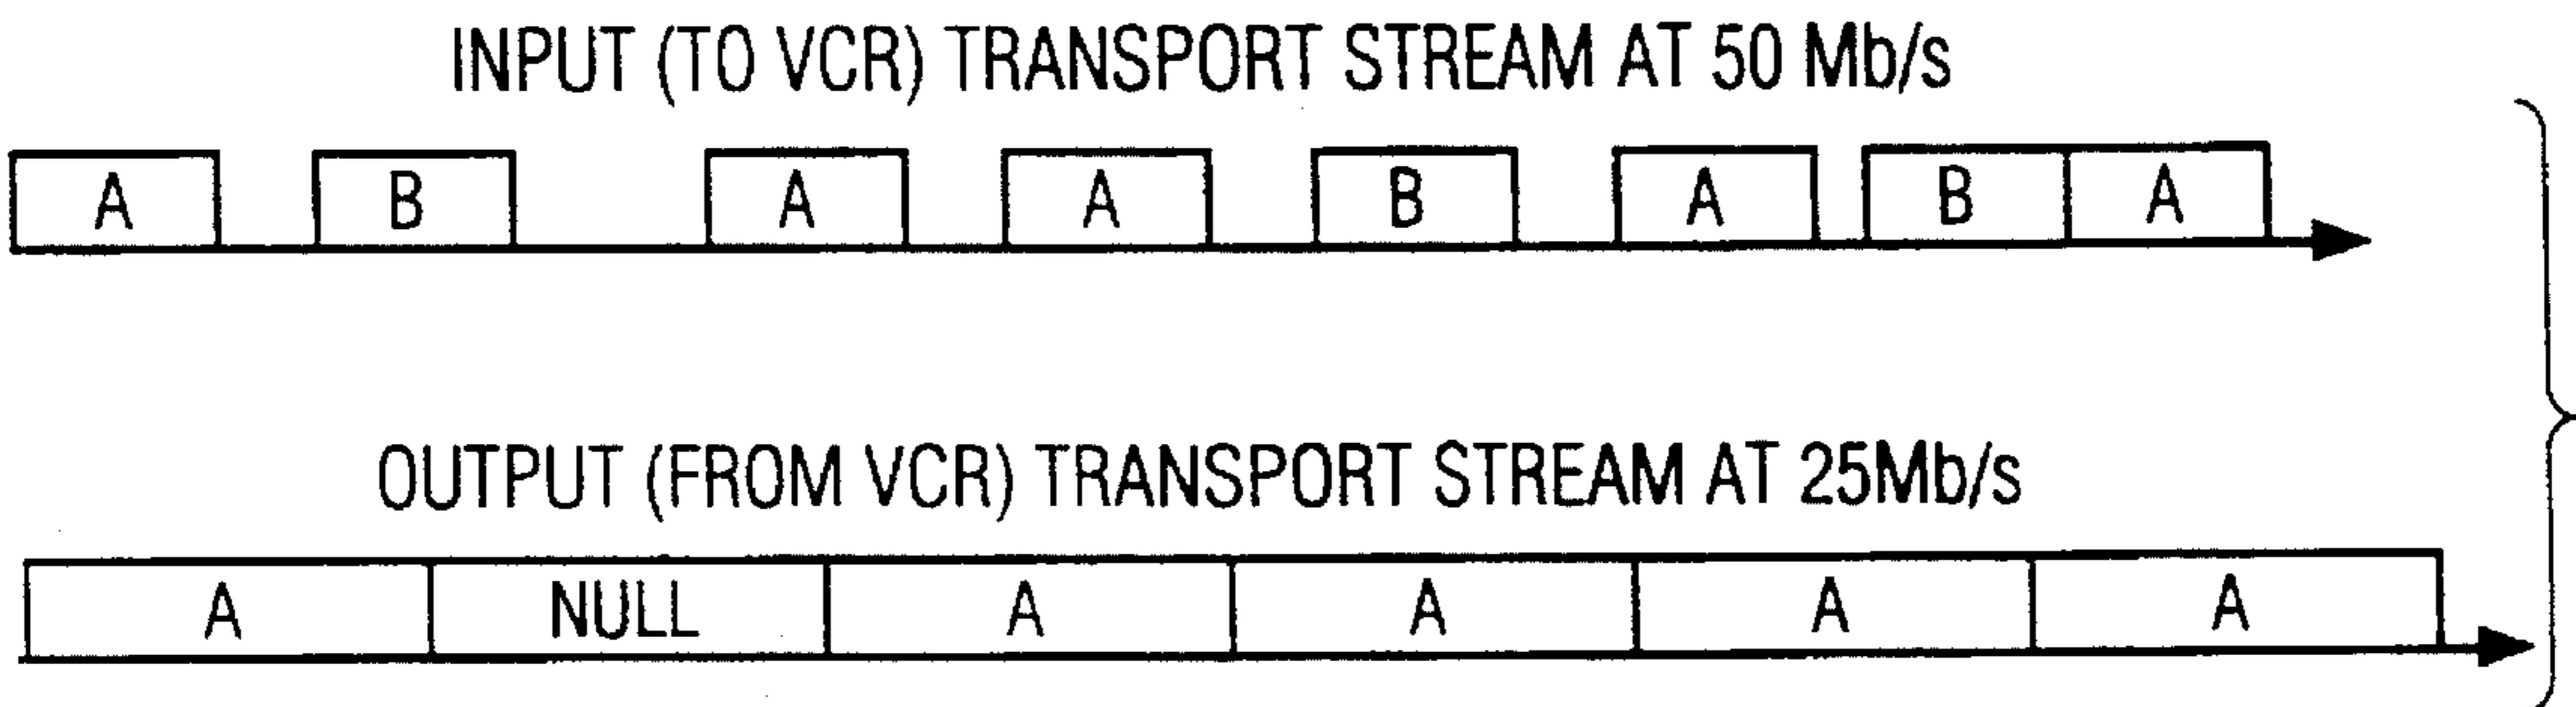 INPUT (TO VCR) TRANSPORT STREAM AT 50 Mb/s
A B A A B A B A
OUTPUT (FROM VCR) TRANSPORT STREAM AT 25Mb/s
A NULL A A A A